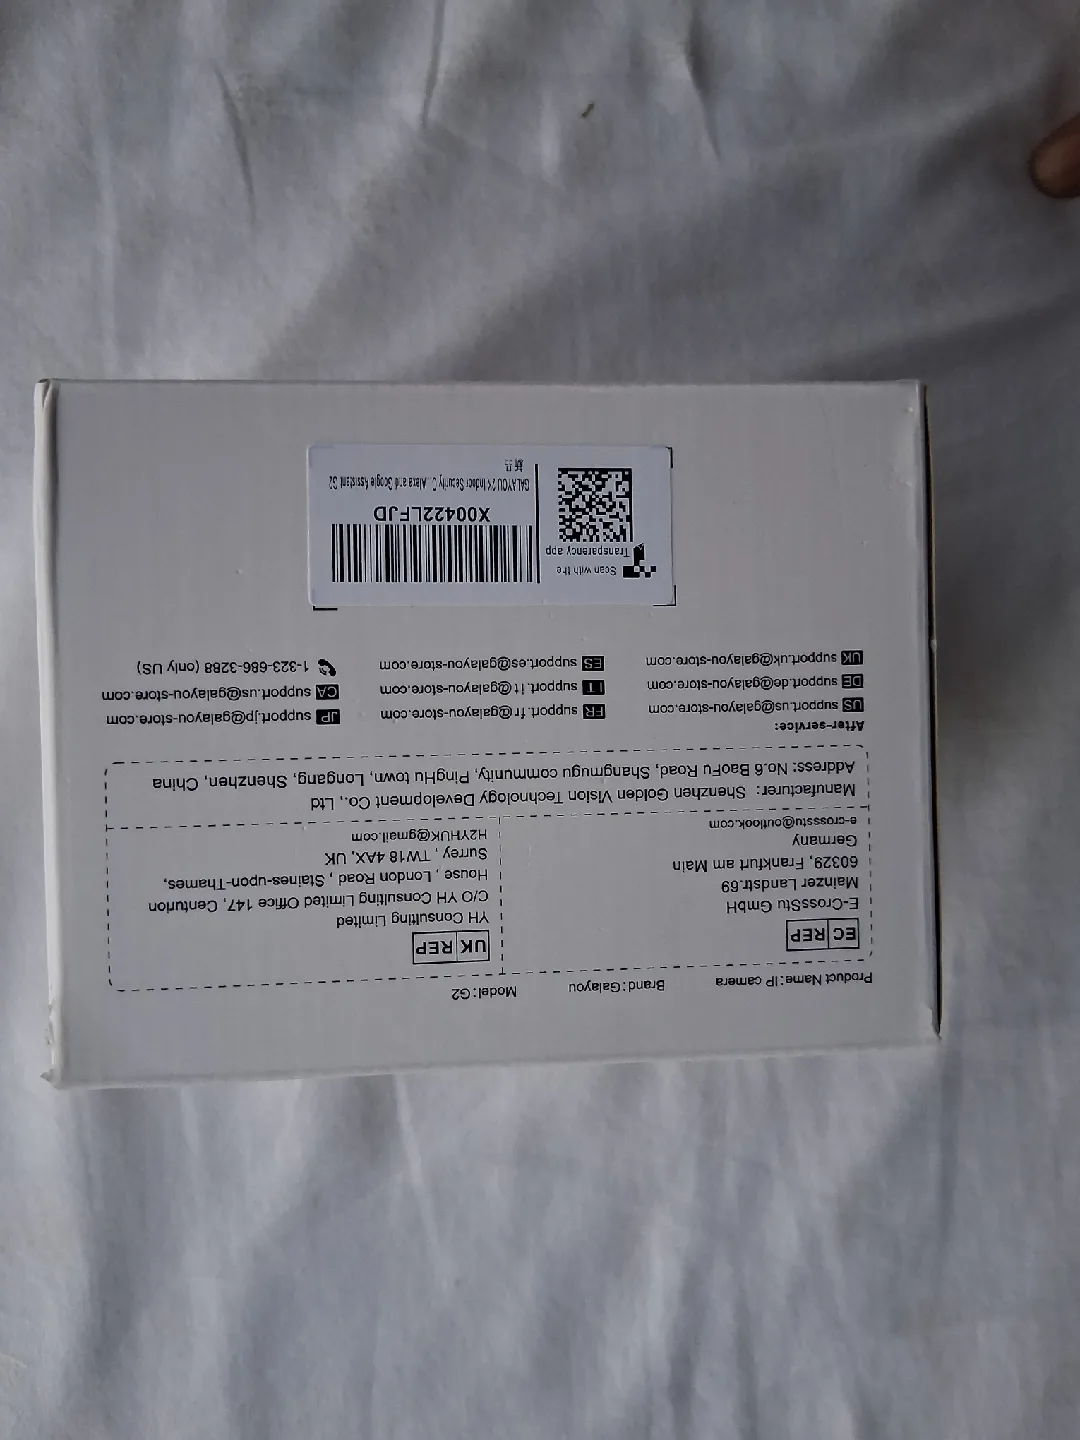 Product Name: IP camera Brand: Galayou Model: G2
EC REP
E-CrossStu GmbH
Mainzer Landstr.69
60329, Frankfurt am Main
Germany
e-crossstu@outlook.com
UK REP
YH Consulting Limited
C/O YH Consulting Limited Office 147, Centurion
House , London Road , Staines-upon-Thames,
Surrey , TW18 4AX, UK
H2YHUK@gmail.com
Manufacturer: Shenzhen Golden Vision Technology Development Co., Ltd
Address: No.6 BaoFu Road, Shangmugu community, PingHu town, Longang, Shenzhen, China
After-service:
US support.us@galayou-store.com FR support.fr@galayou-store.com JP support.jp@galayou-store.com
DE support.de@galayou-store.com IT support.it@galayou-store.com CA support.us@galayou-store.com
UK support.uk@galayou-store.com ES support.es@galayou-store.com 1-323-686-3288 (only US)
Scan with the
Transparency app
X00422LFJD
GALAYOU Indoor Security C...Alexa and Google Assistant G2
新品